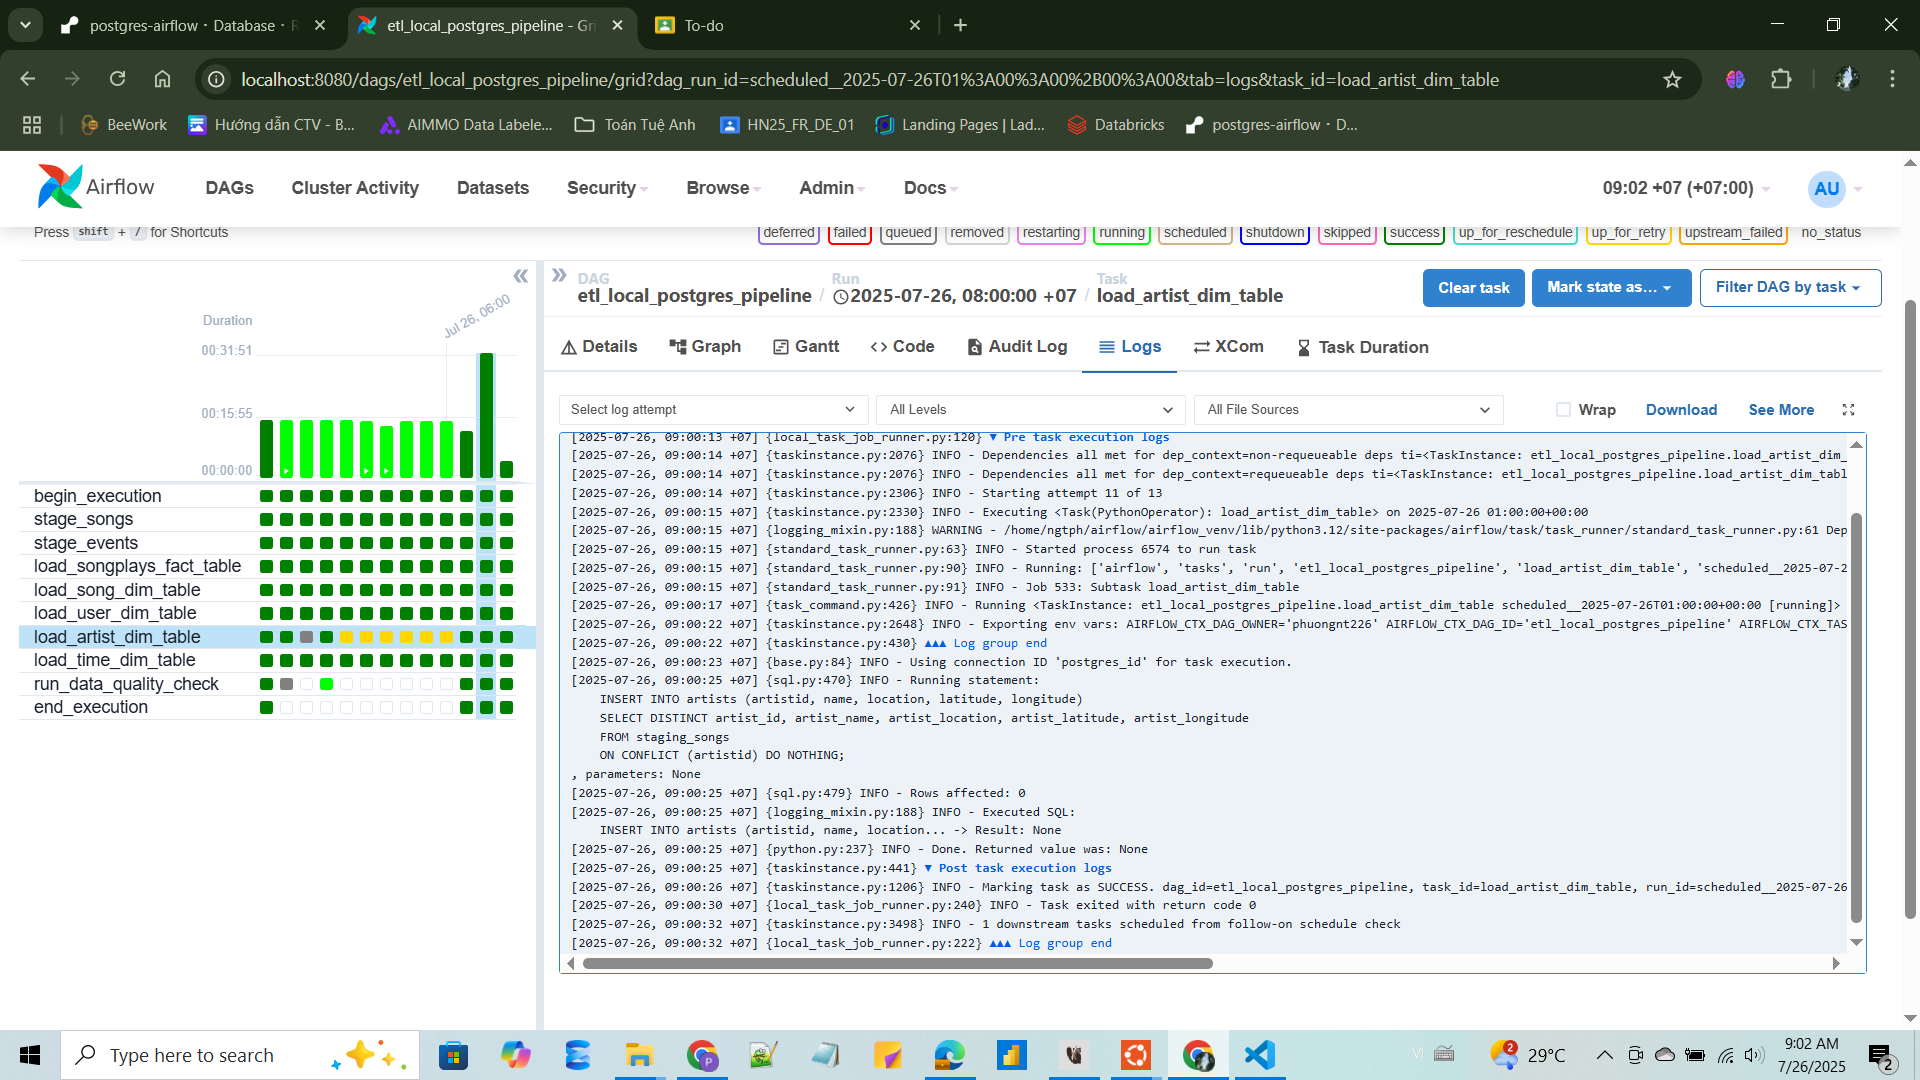 postgres-airflow · Database · R
etl_local_postgres_pipeline - Gri
To-do
localhost:8080/dags/etl_local_postgres_pipeline/grid?dag_run_id=scheduled__2025-07-26T01%3A00%3A00%2B00%3A00&tab=logs&task_id=load_artist_dim_table
BeeWork
Hướng dẫn CTV - B...
AIMMO Data Labele...
Toán Tuệ Anh
HN25_FR_DE_01
Landing Pages | Lad...
Databricks
postgres-airflow · D...
Airflow
DAGs
Cluster Activity
Datasets
Security
Browse
Admin
Docs
09:02 +07 (+07:00)
AU
Press shift + / for Shortcuts
deferred
failed
queued
removed
restarting
running
scheduled
shutdown
skipped
success
up_for_reschedule
up_for_retry
upstream_failed
no_status
Duration
Jul 26, 06:00
00:31:51
00:15:55
00:00:00
begin_execution
stage_songs
stage_events
load_songplays_fact_table
load_song_dim_table
load_user_dim_table
load_artist_dim_table
load_time_dim_table
run_data_quality_check
end_execution
DAG
etl_local_postgres_pipeline
/
Run
2025-07-26, 08:00:00 +07
/
Task
load_artist_dim_table
Clear task
Mark state as...
Filter DAG by task
Details
Graph
Gantt
Code
Audit Log
Logs
XCom
Task Duration
Select log attempt
All Levels
All File Sources
Wrap
Download
See More
[2025-07-26, 09:00:13 +07] {local_task_job_runner.py:120} ▼ Pre task execution logs
[2025-07-26, 09:00:14 +07] {taskinstance.py:2076} INFO - Dependencies all met for dep_context=non-requeueable deps ti=<TaskInstance: etl_local_postgres_pipeline.load_artist_dim_
[2025-07-26, 09:00:14 +07] {taskinstance.py:2076} INFO - Dependencies all met for dep_context=requeueable deps ti=<TaskInstance: etl_local_postgres_pipeline.load_artist_dim_tabl
[2025-07-26, 09:00:14 +07] {taskinstance.py:2306} INFO - Starting attempt 11 of 13
[2025-07-26, 09:00:15 +07] {taskinstance.py:2330} INFO - Executing <Task(PythonOperator): load_artist_dim_table> on 2025-07-26 01:00:00+00:00
[2025-07-26, 09:00:15 +07] {logging_mixin.py:188} WARNING - /home/ngtph/airflow/airflow_venv/lib/python3.12/site-packages/airflow/task/task_runner/standard_task_runner.py:61 Dep
[2025-07-26, 09:00:15 +07] {standard_task_runner.py:63} INFO - Started process 6574 to run task
[2025-07-26, 09:00:15 +07] {standard_task_runner.py:90} INFO - Running: ['airflow', 'tasks', 'run', 'etl_local_postgres_pipeline', 'load_artist_dim_table', 'scheduled__2025-07-2
[2025-07-26, 09:00:15 +07] {standard_task_runner.py:91} INFO - Job 533: Subtask load_artist_dim_table
[2025-07-26, 09:00:17 +07] {task_command.py:426} INFO - Running <TaskInstance: etl_local_postgres_pipeline.load_artist_dim_table scheduled__2025-07-26T01:00:00+00:00 [running]>
[2025-07-26, 09:00:22 +07] {taskinstance.py:2648} INFO - Exporting env vars: AIRFLOW_CTX_DAG_OWNER='phuongnt226' AIRFLOW_CTX_DAG_ID='etl_local_postgres_pipeline' AIRFLOW_CTX_TAS
[2025-07-26, 09:00:22 +07] {taskinstance.py:430} ▲▲▲ Log group end
[2025-07-26, 09:00:23 +07] {base.py:84} INFO - Using connection ID 'postgres_id' for task execution.
[2025-07-26, 09:00:25 +07] {sql.py:470} INFO - Running statement:
INSERT INTO artists (artistid, name, location, latitude, longitude)
SELECT DISTINCT artist_id, artist_name, artist_location, artist_latitude, artist_longitude
FROM staging_songs
ON CONFLICT (artistid) DO NOTHING;
, parameters: None
[2025-07-26, 09:00:25 +07] {sql.py:479} INFO - Rows affected: 0
[2025-07-26, 09:00:25 +07] {logging_mixin.py:188} INFO - Executed SQL:
INSERT INTO artists (artistid, name, location... -> Result: None
[2025-07-26, 09:00:25 +07] {python.py:237} INFO - Done. Returned value was: None
[2025-07-26, 09:00:25 +07] {taskinstance.py:441} ▼ Post task execution logs
[2025-07-26, 09:00:26 +07] {taskinstance.py:1206} INFO - Marking task as SUCCESS. dag_id=etl_local_postgres_pipeline, task_id=load_artist_dim_table, run_id=scheduled__2025-07-26
[2025-07-26, 09:00:30 +07] {local_task_job_runner.py:240} INFO - Task exited with return code 0
[2025-07-26, 09:00:32 +07] {taskinstance.py:3498} INFO - 1 downstream tasks scheduled from follow-on schedule check
[2025-07-26, 09:00:32 +07] {local_task_job_runner.py:222} ▲▲▲ Log group end
Type here to search
P
VI
2
29°C
9:02 AM
7/26/2025
2